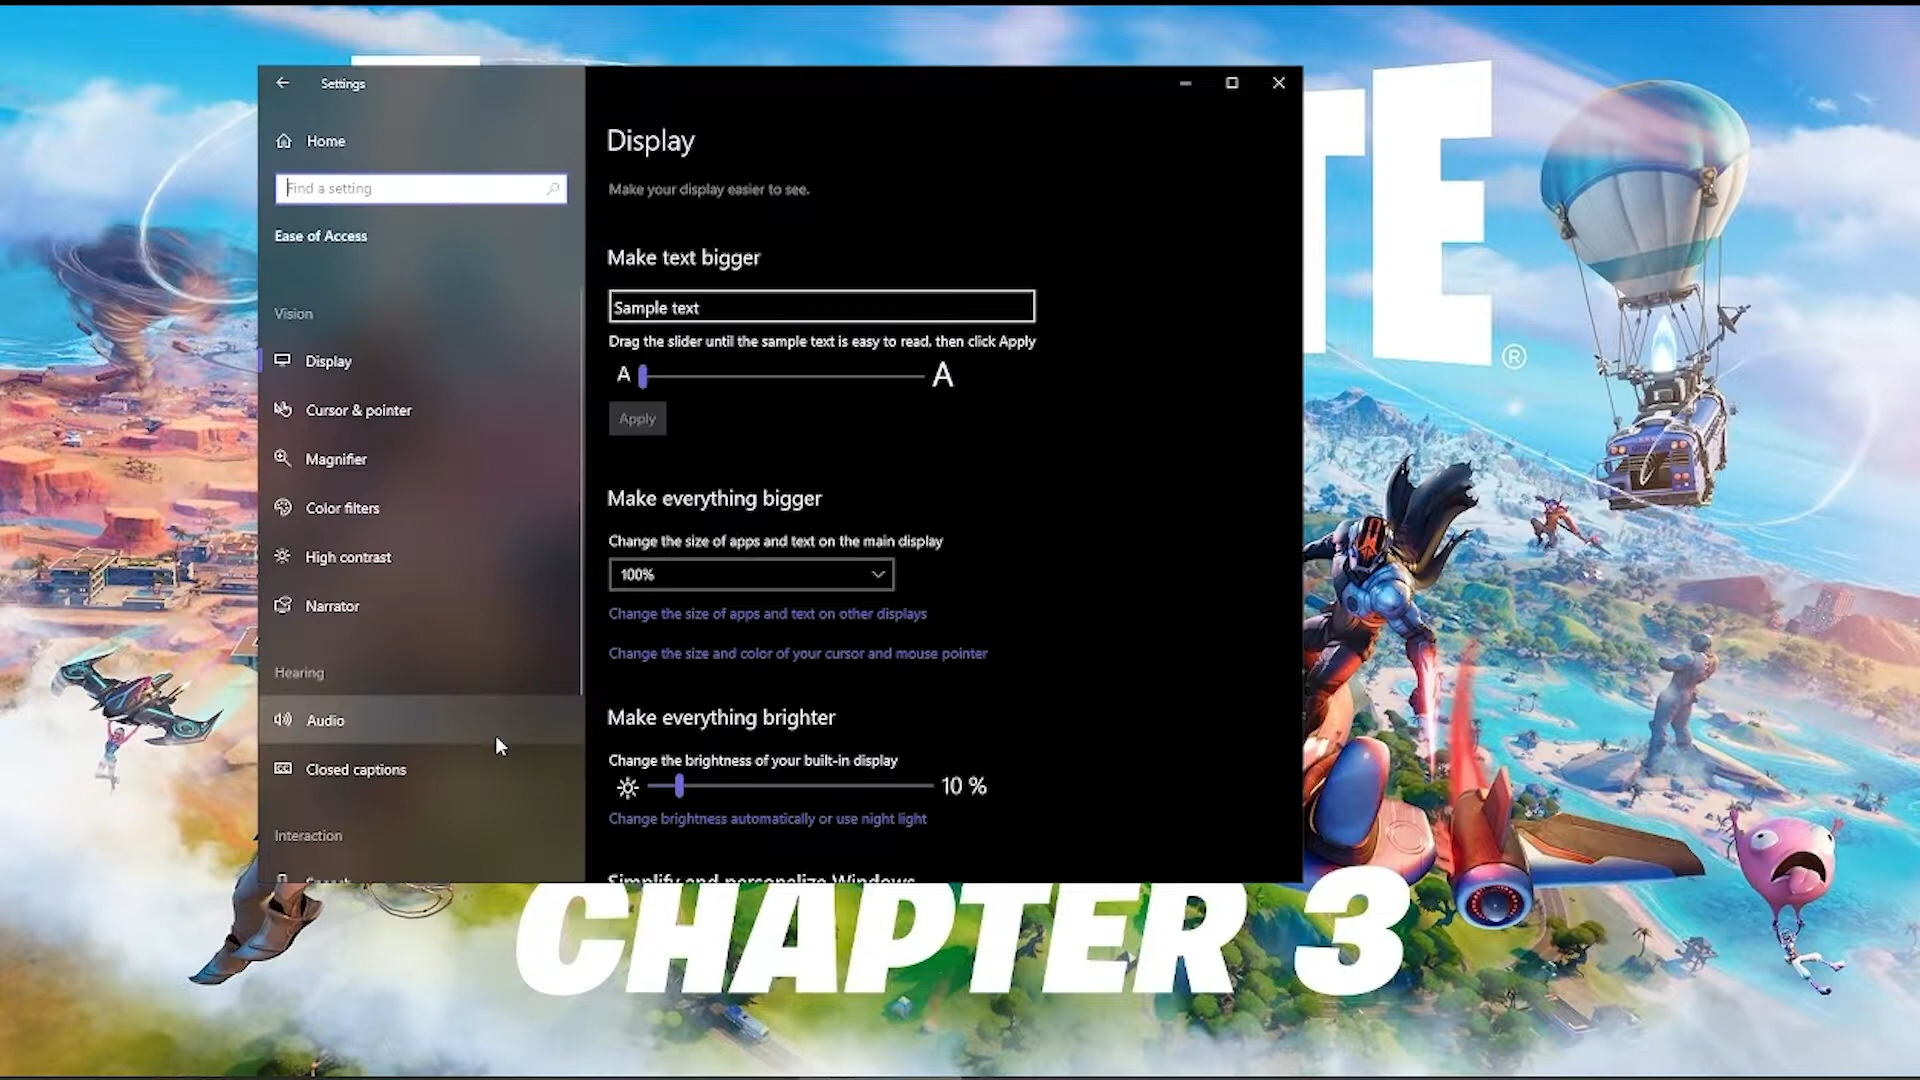 Settings
Home
Find a setting
Ease of Access
Vision
Display
Cursor & pointer
Magnifier
Color filters
High contrast
Narrator
Hearing
Audio
Closed captions
Interaction
Display
Make your display easier to see.
Make text bigger
Sample text
Drag the slider until the sample text is easy to read, then click Apply
A A
Apply
Make everything bigger
Change the size of apps and text on the main display
100%
Change the size of apps and text on other displays
Change the size and color of your cursor and mouse pointer
Make everything brighter
Change the brightness of your built-in display
10 %
Change brightness automatically or use night light
Simplify and personalize Windows
TE®
CHAPTER 3